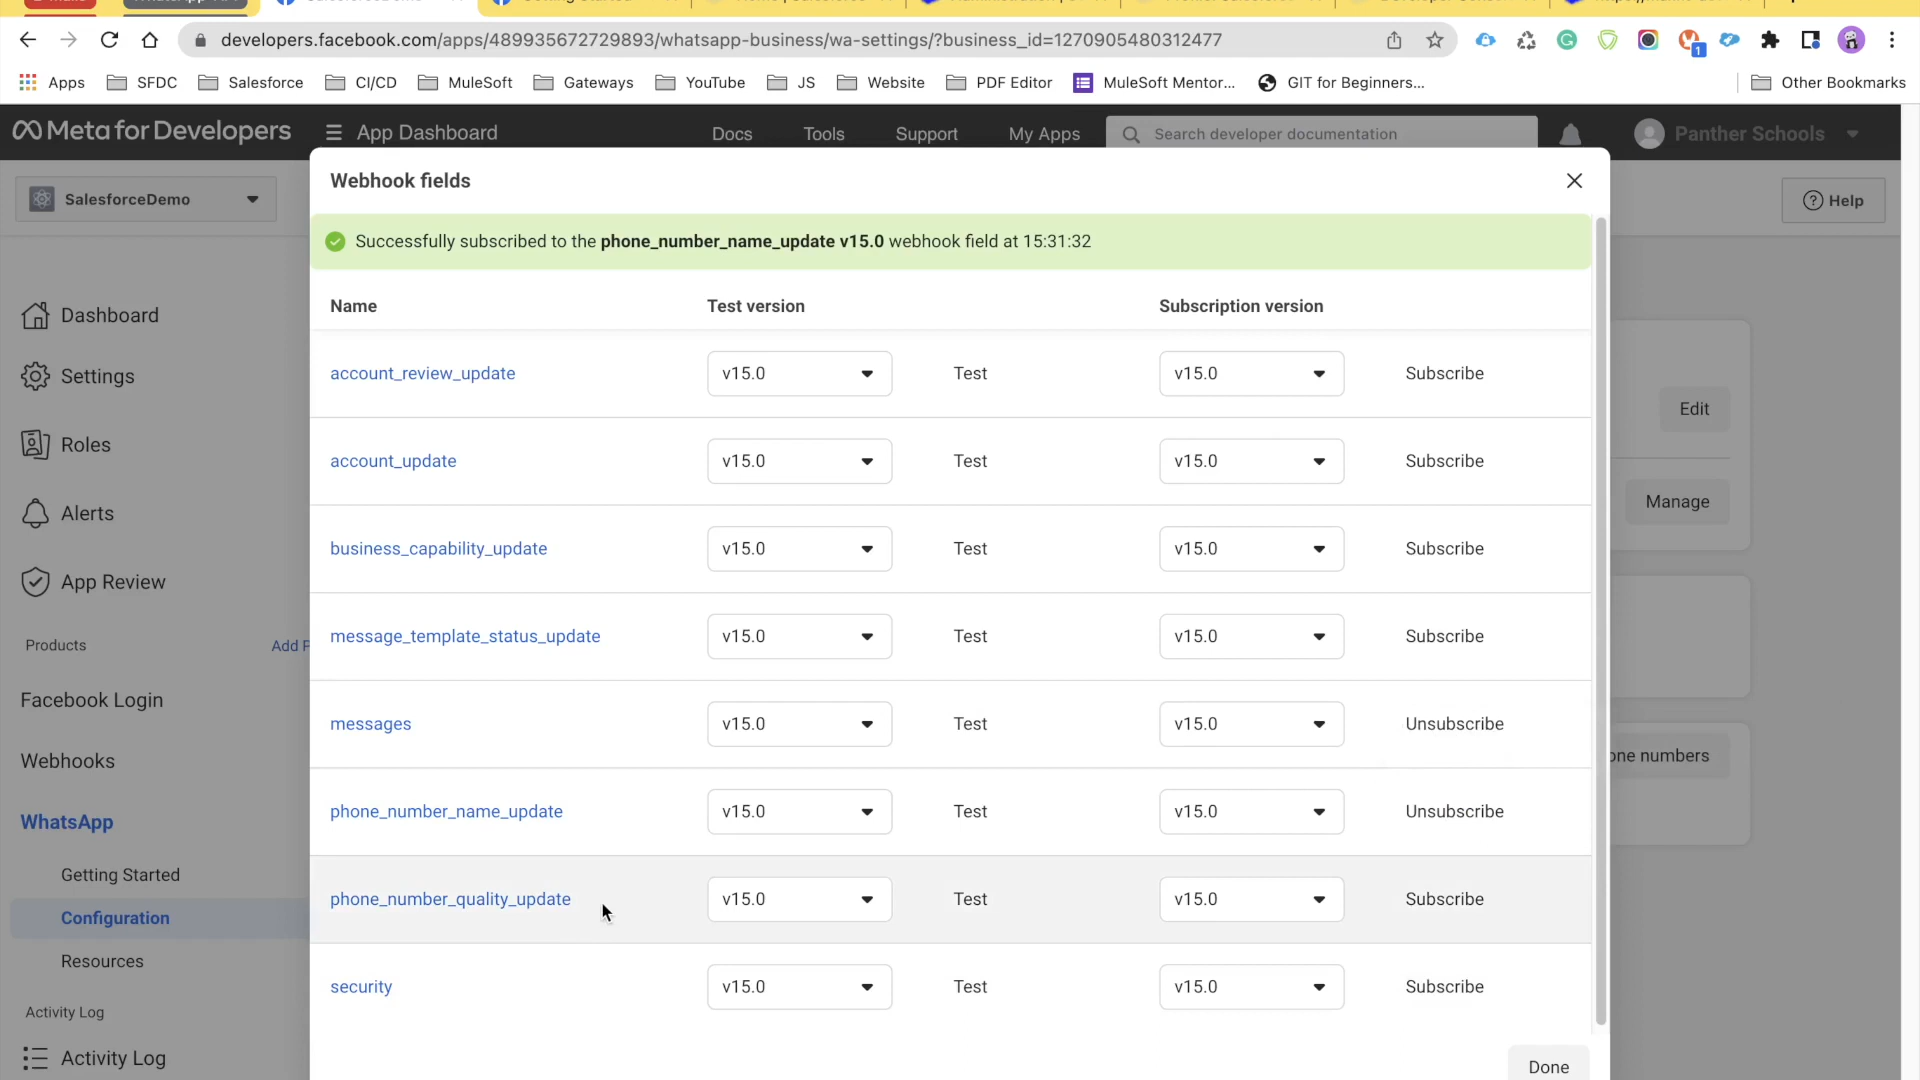 developers.facebook.com/apps/489935672729893/whatsapp-business/wa-settings/?business_id=1270905480312477
1
Apps SFDC Salesforce CI/CD MuleSoft Gateways YouTube JS Website PDF Editor MuleSoft Mentor... GIT for Beginners... Other Bookmarks
Meta for Developers App Dashboard Docs Tools Support My Apps Search developer documentation Panther Schools
SalesforceDemo
Help
Dashboard
Settings
Roles
Alerts
App Review
Products Add P
Facebook Login
Webhooks
WhatsApp
Getting Started
Configuration
Resources
Activity Log
Activity Log
Webhook fields
Successfully subscribed to the phone_number_name_update v15.0 webhook field at 15:31:32
Name Test version Subscription version
account_review_update v15.0 Test v15.0 Subscribe
account_update v15.0 Test v15.0 Subscribe
business_capability_update v15.0 Test v15.0 Subscribe
message_template_status_update v15.0 Test v15.0 Subscribe
messages v15.0 Test v15.0 Unsubscribe
phone_number_name_update v15.0 Test v15.0 Unsubscribe
phone_number_quality_update v15.0 Test v15.0 Subscribe
security v15.0 Test v15.0 Subscribe
Done
Edit
Manage
one numbers